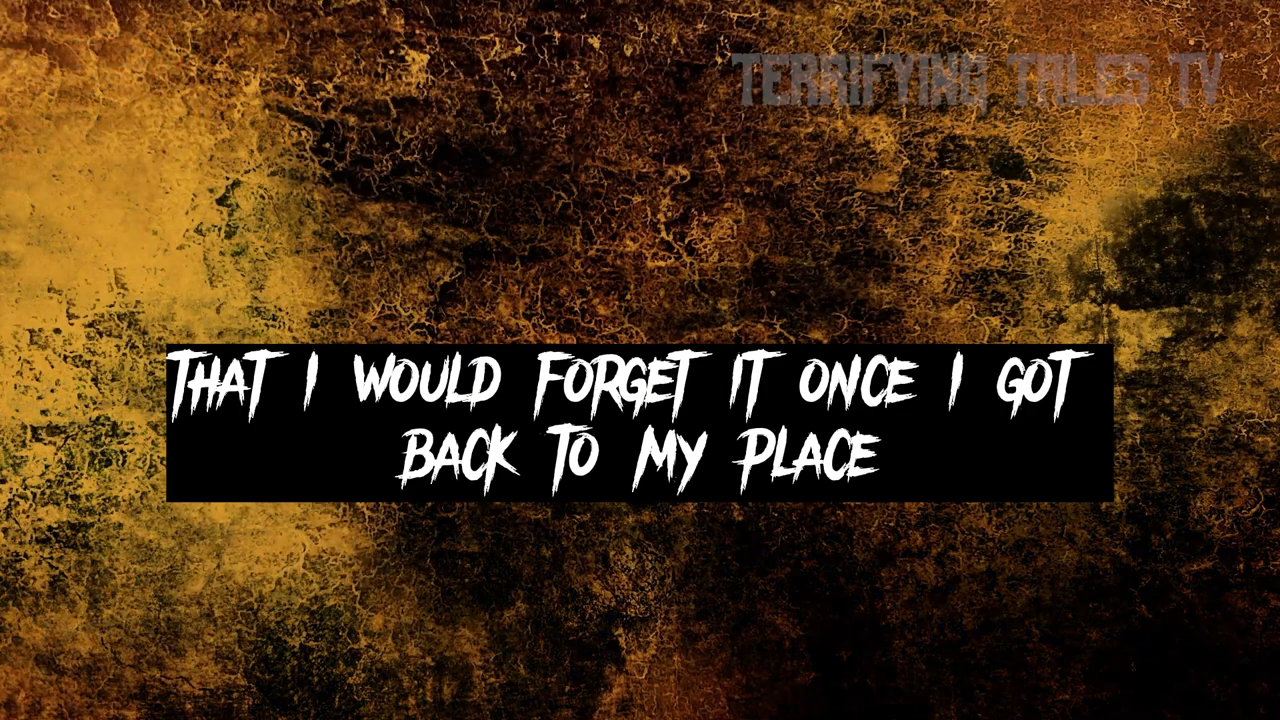 TERRIFYING TALES TV
THAT I WOULD FORGET IT ONCE I GOT
BACK TO MY PLACE